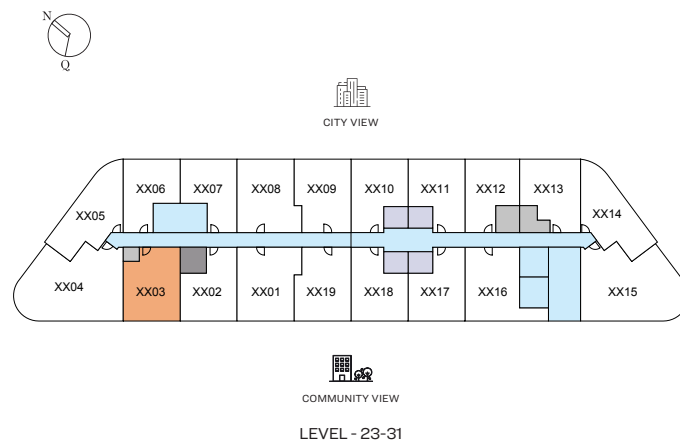 N
Q
CITY VIEW
XX06 XX07 XX08 XX09 XX10 XX11 XX12 XX13
XX05 XX14
XX04 XX03 XX02 XX01 XX19 XX18 XX17 XX16 XX15
COMMUNITY VIEW
LEVEL - 23-31